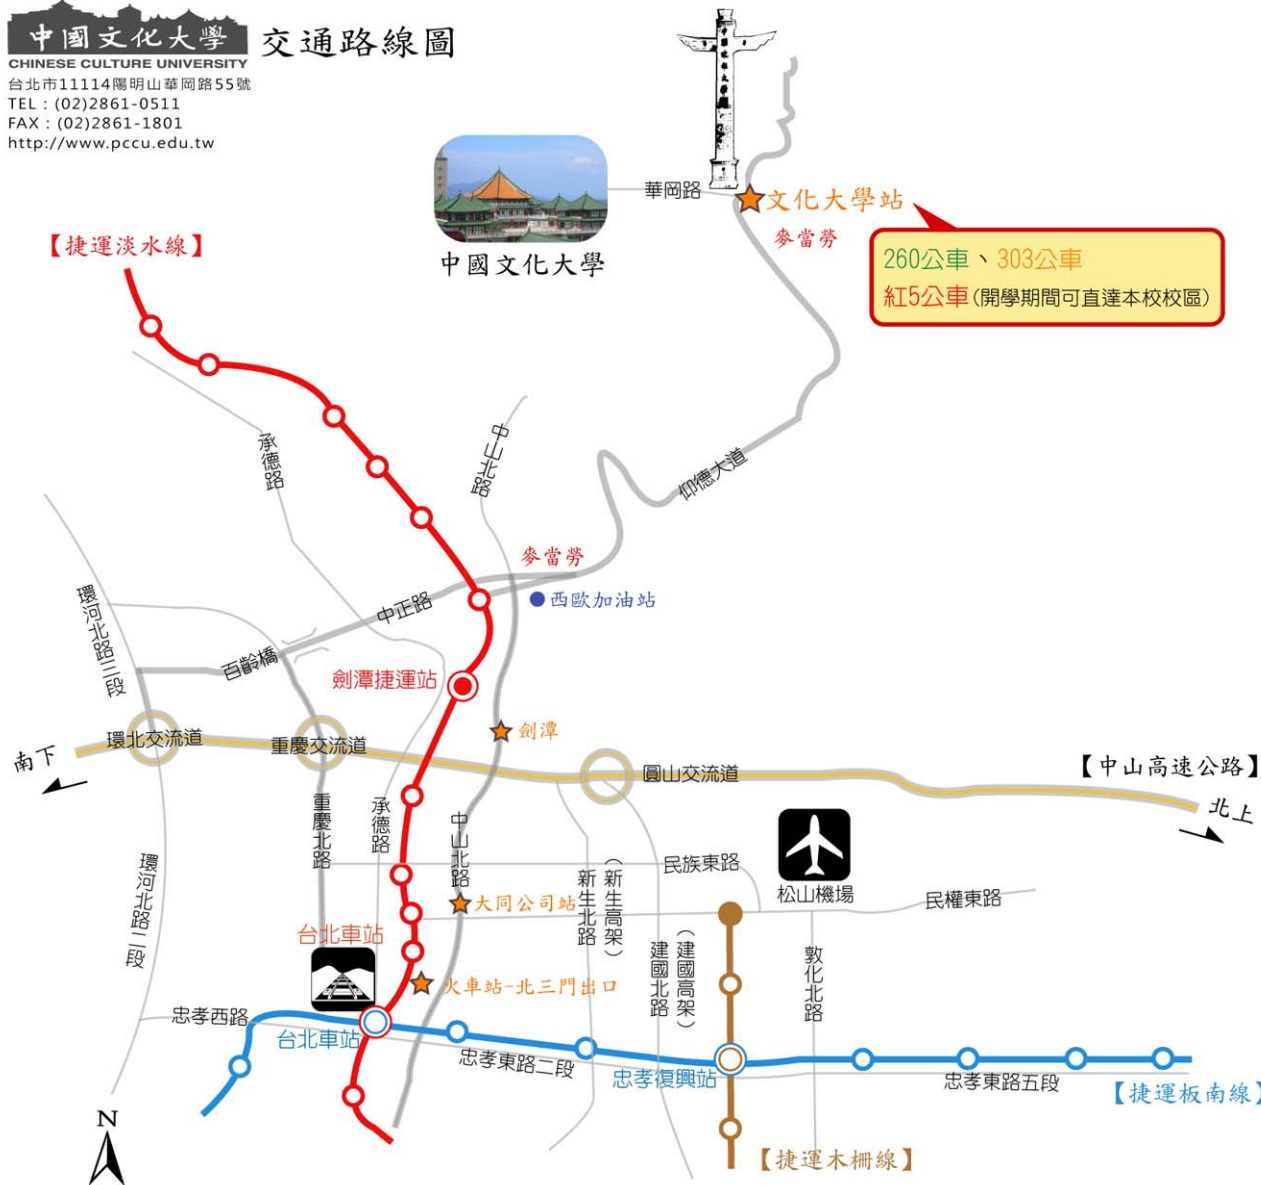 中國文化大學
CHINESE CULTURE UNIVERSITY
交通路線圖
台北市11114陽明山華岡路55號
TEL：(02)2861-0511
FAX：(02)2861-1801
http://www.pccu.edu.tw
華岡路
文化大學站
麥當勞
中國文化大學
260公車、303公車
紅5公車(開學期間可直達本校校區)
【捷運淡水線】
承德路
中山北路
仰德大道
麥當勞
西歐加油站
中正路
環河北路三段
百齡橋
劍潭捷運站
劍潭
環北交流道
重慶交流道
圓山交流道
【中山高速公路】
南下
北上
重慶北路
承德路
中山北路
民族東路
松山機場
民權東路
環河北路二段
大同公司站
新生北路
（新生高架）
建國北路
（建國高架）
敦化北路
台北車站
火車站-北三門出口
忠孝西路
台北車站
忠孝東路二段
忠孝復興站
忠孝東路五段
【捷運板南線】
【捷運木柵線】
N